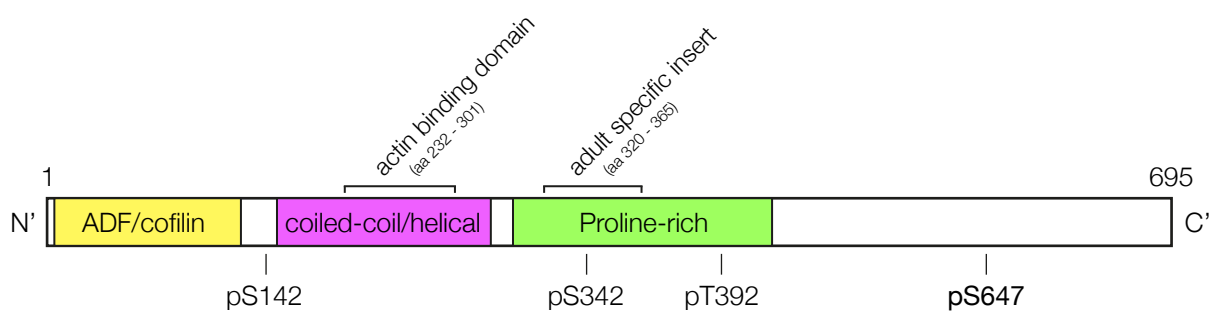 actin binding domain
(aa 232 - 301)
adult specific insert
(aa 320 - 365)
1
695
N’
ADF/cofilin
coiled-coil/helical
Proline-rich
C’
pS142
pS342
pT392
pS647